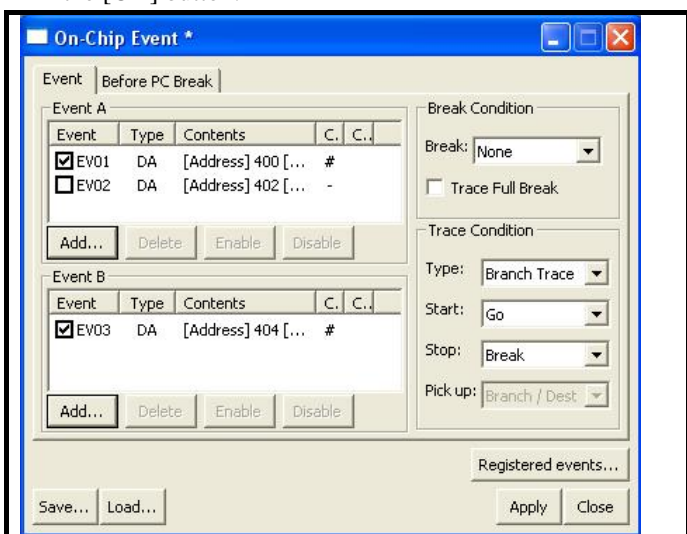 On-Chip Event *
Event Before PC Break
Event A
Event Type Contents C. C..
EV01 DA [Address] 400 [... #
EV02 DA [Address] 402 [... -
Add... Delete Enable Disable
Event B
Event Type Contents C. C..
EV03 DA [Address] 404 [... #
Add... Delete Enable Disable
Break Condition
Break: None
Trace Full Break
Trace Condition
Type: Branch Trace
Start: Go
Stop: Break
Pick up: Branch / Dest
Registered events...
Save... Load... Apply Close